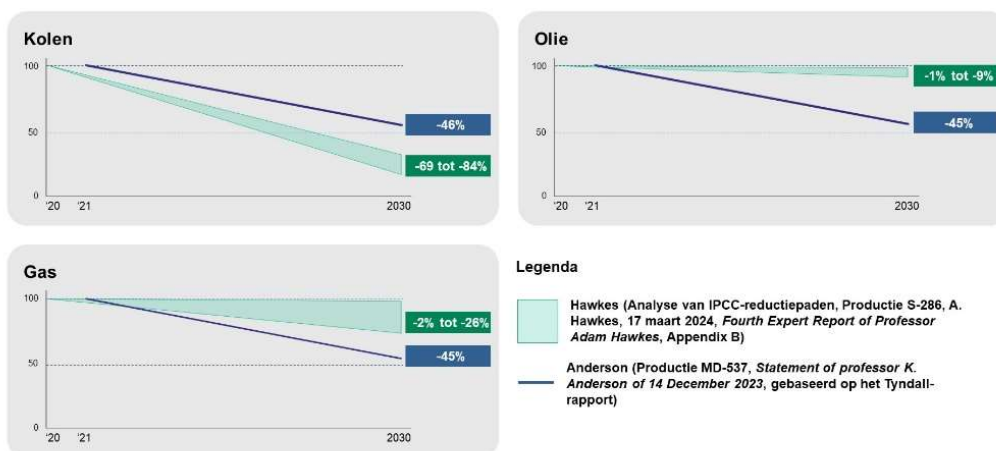 Kolen
100
50
0
'20 '21 2030
-46%
-69 tot -84%
Olie
100
50
0
'20 '21 2030
-1% tot -9%
-45%
Gas
100
50
0
'20 '21 2030
-2% tot -26%
-45%
Legenda
Hawkes (Analyse van IPCC-reductiepaden, Productie S-286, A.
Hawkes, 17 maart 2024, Fourth Expert Report of Professor
Adam Hawkes, Appendix B)
Anderson (Productie MD-537, Statement of professor K.
Anderson of 14 December 2023, gebaseerd op het Tyndall-
rapport)